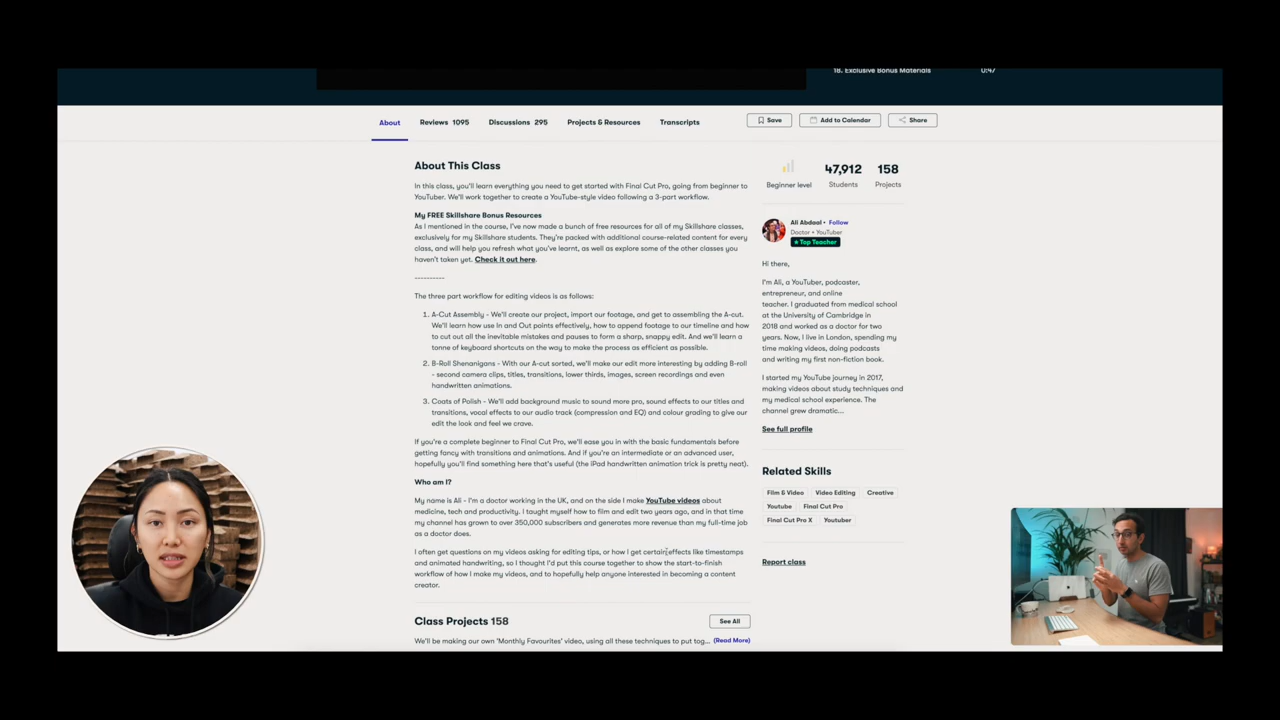 18. Exclusive Bonus Materials 0:47
About Reviews 1095 Discussions 295 Projects & Resources Transcripts
Save Add to Calendar Share
About This Class
In this class, you'll learn everything you need to get started with Final Cut Pro, going from beginner to
YouTuber. We'll work together to create a YouTube-style video following a 3-part workflow.
My FREE Skillshare Bonus Resources
As I mentioned in the course, I've now made a bunch of free resources for all of my Skillshare classes,
exclusively for my Skillshare students. They're packed with additional course-related content for every
class, and will help you refresh what you've learnt, as well as explore some of the other classes you
haven't taken yet. Check it out here.
----------
The three part workflow for editing videos is as follows:
1. A-Cut Assembly - We'll create our project, import our footage, and get to assembling the A-cut.
We'll learn how use In and Out points effectively, how to append footage to our timeline and how
to cut out all the inevitable mistakes and pauses to form a sharp, snappy edit. And we'll learn a
tonne of keyboard shortcuts on the way to make the process as efficient as possible.
2. B-Roll Shenanigans - With our A-cut sorted, we'll make our edit more interesting by adding B-roll
- second camera clips, titles, transitions, lower thirds, images, screen recordings and even
handwritten animations.
3. Coats of Polish - We'll add background music to sound more pro, sound effects to our titles and
transitions, vocal effects to our audio track (compression and EQ) and colour grading to give our
edit the look and feel we crave.
If you're a complete beginner to Final Cut Pro, we'll ease you in with the basic fundamentals before
getting fancy with transitions and animations. And if you're an intermediate or an advanced user,
hopefully you'll find something here that's useful (the iPad handwritten animation trick is pretty neat).
Who am I?
My name is Ali - I'm a doctor working in the UK, and on the side I make YouTube videos about
medicine, tech and productivity. I taught myself how to film and edit two years ago, and in that time
my channel has grown to over 350,000 subscribers and generates more revenue than my full-time job
as a doctor does.
I often get questions on my videos asking for editing tips, or how I get certain effects like timestamps
and animated handwriting, so I thought I'd put this course together to show the start-to-finish
workflow of how I make my videos, and to hopefully help anyone interested in becoming a content
creator.
Class Projects 158
See All
We'll be making our own 'Monthly Favourites' video, using all these techniques to put tog... (Read More)
47,912 158
Beginner level Students Projects
Ali Abdaal • Follow
Doctor + YouTuber
★ Top Teacher
Hi there,
I'm Ali, a YouTuber, podcaster,
entrepreneur, and online
teacher. I graduated from medical school
at the University of Cambridge in
2018 and worked as a doctor for two
years. Now, I live in London, spending my
time making videos, doing podcasts
and writing my first non-fiction book.
I started my YouTube journey in 2017,
making videos about study techniques and
my medical school experience. The
channel grew dramatic...
See full profile
Related Skills
Film & Video Video Editing Creative
Youtube Final Cut Pro
Final Cut Pro X Youtuber
Report class